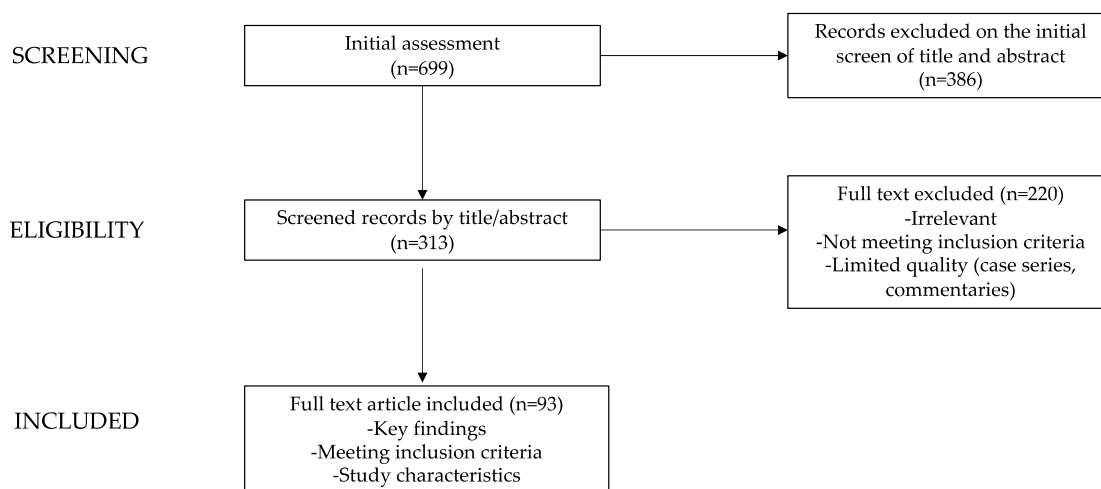 SCREENING
Initial assessment
(n=699)
Records excluded on the initial
screen of title and abstract
(n=386)
ELIGIBILITY
Screened records by title/abstract
(n=313)
Full text excluded (n=220)
-Irrelevant
-Not meeting inclusion criteria
-Limited quality (case series,
commentaries)
INCLUDED
Full text article included (n=93)
-Key findings
-Meeting inclusion criteria
-Study characteristics